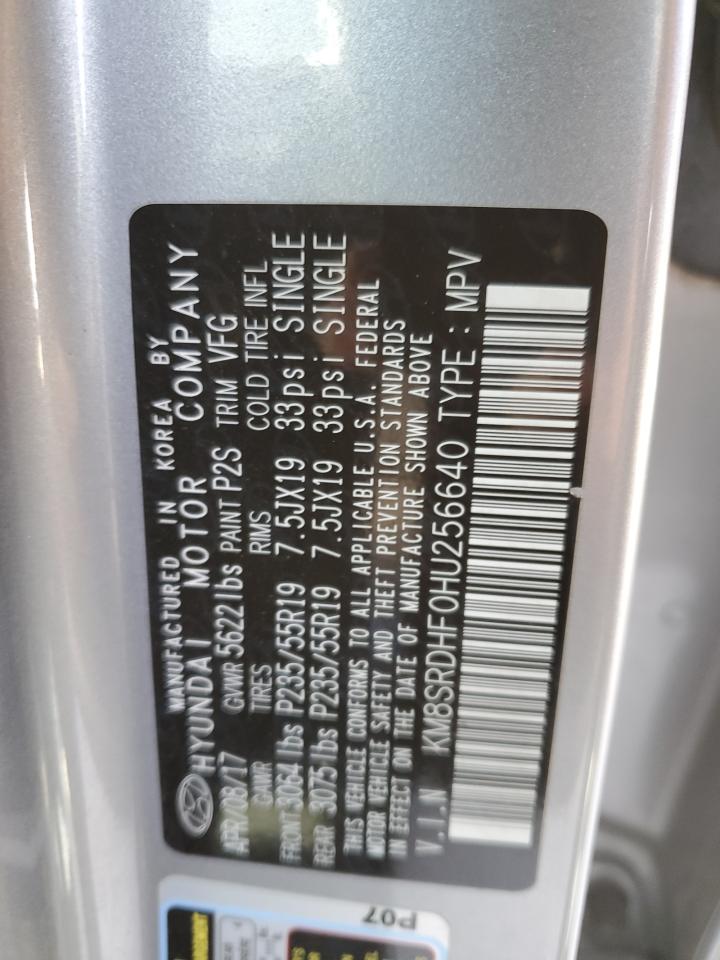 MANUFACTURED IN KOREA BY
HYUNDAI MOTOR COMPANY
APR/08/17 GVWR 5622lbs PAINT P2S TRIM VFG
GAWR TIRES RIMS COLD TIRE INFL
FRONT 3064lbs P235/55R19 7.5JX19 33psi SINGLE
REAR 3075lbs P235/55R19 7.5JX19 33psi SINGLE
THIS VEHICLE CONFORMS TO ALL APPLICABLE U.S.A. FEDERAL
MOTOR VEHICLE SAFETY AND THEFT PREVENTION STANDARDS
IN EFFECT ON THE DATE OF MANUFACTURE SHOWN ABOVE
V.I.N KM8SRDHF0HU256640 TYPE : MPV
P07